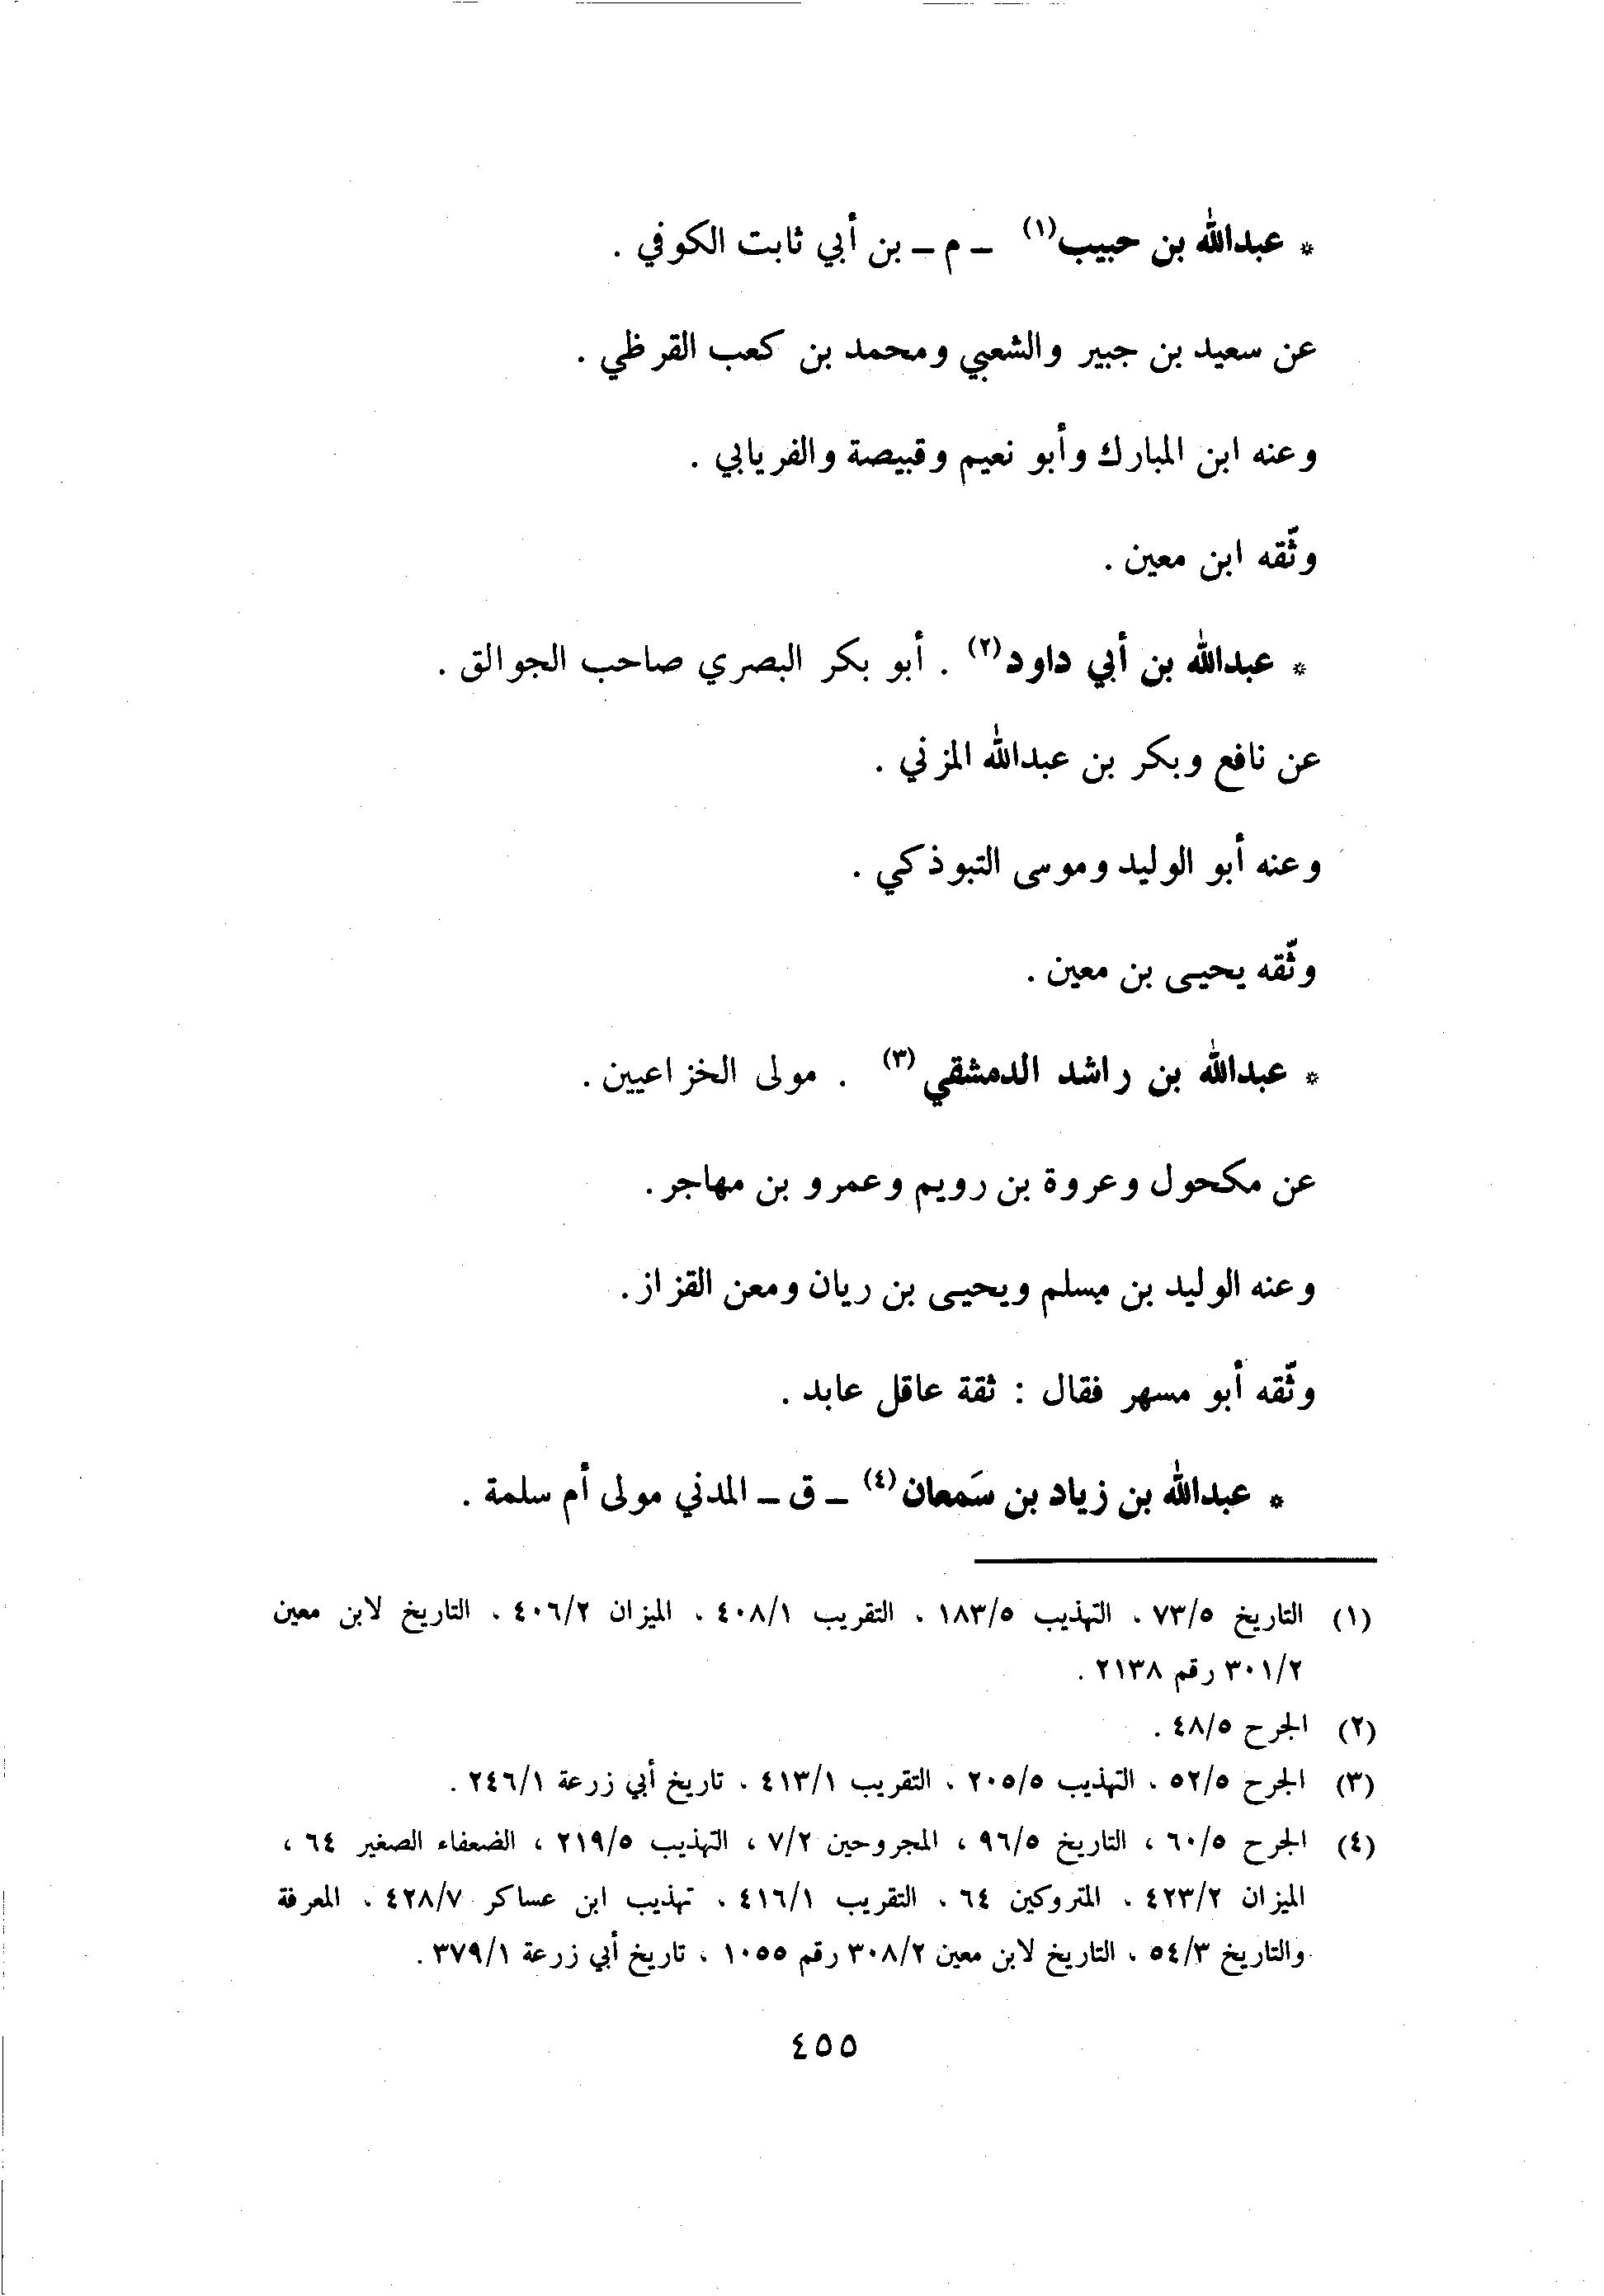 * عبدالله بن حبيب(١) – م – بن أبي ثابت الكوفي .
عن سعيد بن جبير والشعبي ومحمد بن كعب القرظي .
وعنه ابن المبارك وأبو نعيم وقبيصة والفريابي .
وثّقه ابن معين .
* عبدالله بن أبي داود(٢) . أبو بكر البصري صاحب الجوالق .
عن نافع وبكر بن عبدالله المزني .
وعنه أبو الوليد وموسى التبوذكي .
وثّقه يحيى بن معين .
* عبدالله بن راشد الدمشقي(٣) . مولى الخزاعيين .
عن مكحول وعروة بن رويم وعمرو بن مهاجر.
وعنه الوليد بن مسلم ويحيى بن ريان ومعن القزاز.
وثّقه أبو مسهر فقال : ثقة عاقل عابد .
* عبدالله بن زياد بن سَمعان(٤) – ق – المدني مولى أم سلمة .
(١) التاريخ ٧٣/٥ ، التهذيب ١٨٣/٥ ، التقريب ٤٠٨/١ ، الميزان ٤٠٦/٢ ، التاريخ لابن معين
٣٠١/٢ رقم ٢١٣٨ .
(٢) الجرح ٤٨/٥ .
(٣) الجرح ٥٢/٥ ، التهذيب ٢٠٥/٥ ، التقريب ٤١٣/١ ، تاريخ أبي زرعة ٢٤٦/١ .
(٤) الجرح ٦٠/٥ ، التاريخ ٩٦/٥ ، المجروحين ٧/٢ ، التهذيب ٢١٩/٥ ، الضعفاء الصغير ٦٤ ،
الميزان ٤٢٣/٢ ، المتروكين ٦٤ ، التقريب ٤١٦/١ ، تهذيب ابن عساكر ٤٢٨/٧ ، المعرفة
والتاريخ ٥٤/٣ ، التاريخ لابن معين ٣٠٨/٢ رقم ١٠٥٥ ، تاريخ أبي زرعة ٣٧٩/١ .
٤٥٥